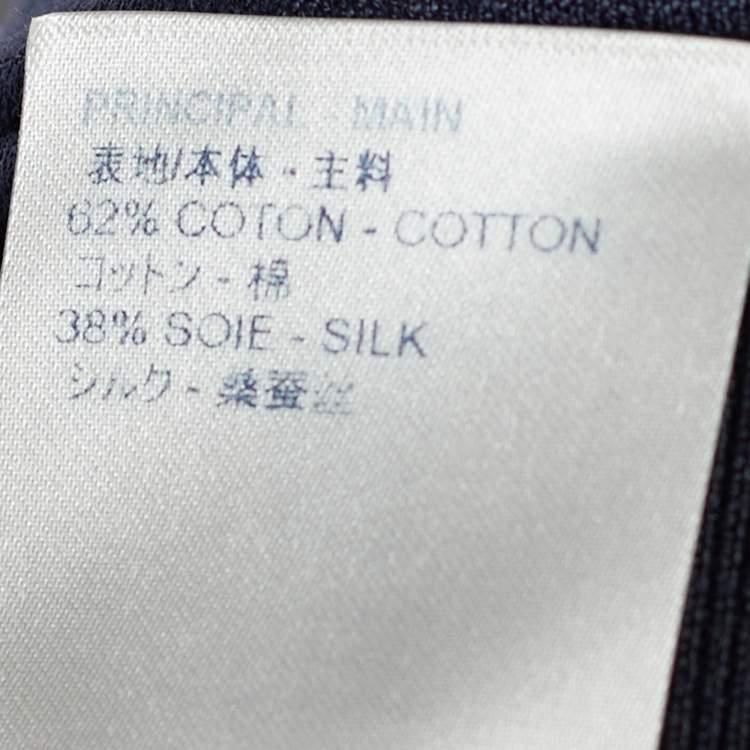 PRINCIPAL - MAIN
表地/本体 - 主料
62% COTON - COTTON
コットン - 棉
38% SOIE - SILK
シルク - 桑蚕丝